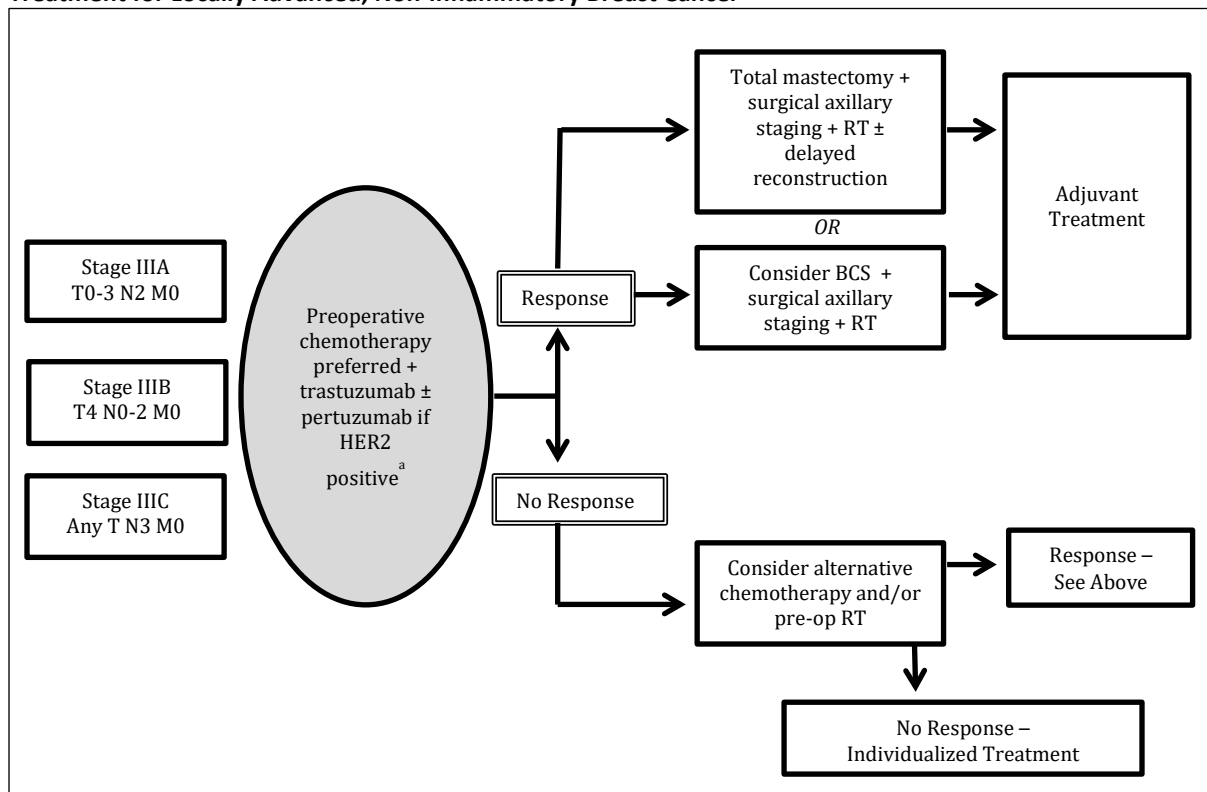 Treatment for Locally Advanced, Non-Inflammatory Breast Cancer
Stage IIIA
T0-3 N2 M0
Stage IIIB
T4 N0-2 M0
Stage IIIC
Any T N3 M0
Preoperative
chemotherapy
preferred +
trastuzumab ±
pertuzumab if
HER2
positive a
Response
No Response
Total mastectomy +
surgical axillary
staging + RT ±
delayed
reconstruction
OR
Consider BCS +
surgical axillary
staging + RT
Adjuvant
Treatment
Consider alternative
chemotherapy and/or
pre-op RT
Response –
See Above
No Response –
Individualized Treatment